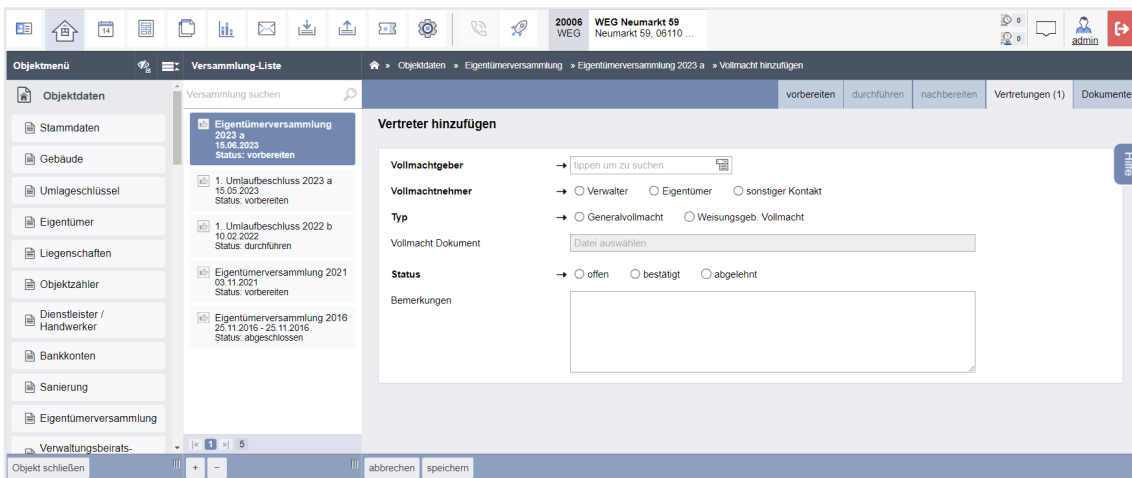 14
20006
WEG
WEG Neumarkt 59
Neumarkt 59, 06110 ...
0
0
admin
Objektmenü
Versammlung-Liste
» Objektdaten » Eigentümerversammlung » Eigentümerversammlung 2023 a » Vollmacht hinzufügen
Objektdaten
Stammdaten
Gebäude
Umlageschlüssel
Eigentümer
Liegenschaften
Objektzähler
Dienstleister /
Handwerker
Bankkonten
Sanierung
Eigentümerversammlung
Verwaltungsbeirats-
Objekt schließen
Versammlung suchen
Eigentümerversammlung
2023 a
15.06.2023
Status: vorbereiten
1. Umlaufbeschluss 2023 a
15.05.2023
Status: vorbereiten
1. Umlaufbeschluss 2022 b
10.02.2022
Status: durchführen
Eigentümerversammlung 2021
03.11.2021
Status: vorbereiten
Eigentümerversammlung 2016
25.11.2016 - 25.11.2016
Status: abgeschlossen
|« 1 »| 5
+ −
vorbereiten durchführen nachbereiten Vertretungen (1) Dokumente
Vertreter hinzufügen
Vollmachtgeber → tippen um zu suchen
Vollmachtnehmer → Verwalter Eigentümer sonstiger Kontakt
Typ → Generalvollmacht Weisungsgeb. Vollmacht
Vollmacht Dokument Datei auswählen
Status → offen bestätigt abgelehnt
Bemerkungen
Hilfe
abbrechen speichern